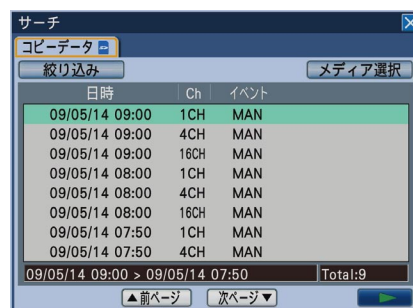 サーチ
コピーデータ
絞り込み メディア選択
日時 Ch イベント
09/05/14 09:00 1CH MAN
09/05/14 09:00 4CH MAN
09/05/14 09:00 16CH MAN
09/05/14 08:00 1CH MAN
09/05/14 08:00 4CH MAN
09/05/14 08:00 16CH MAN
09/05/14 07:50 1CH MAN
09/05/14 07:50 4CH MAN
09/05/14 09:00 > 09/05/14 07:50 Total:9
▲前ページ 次ページ▼